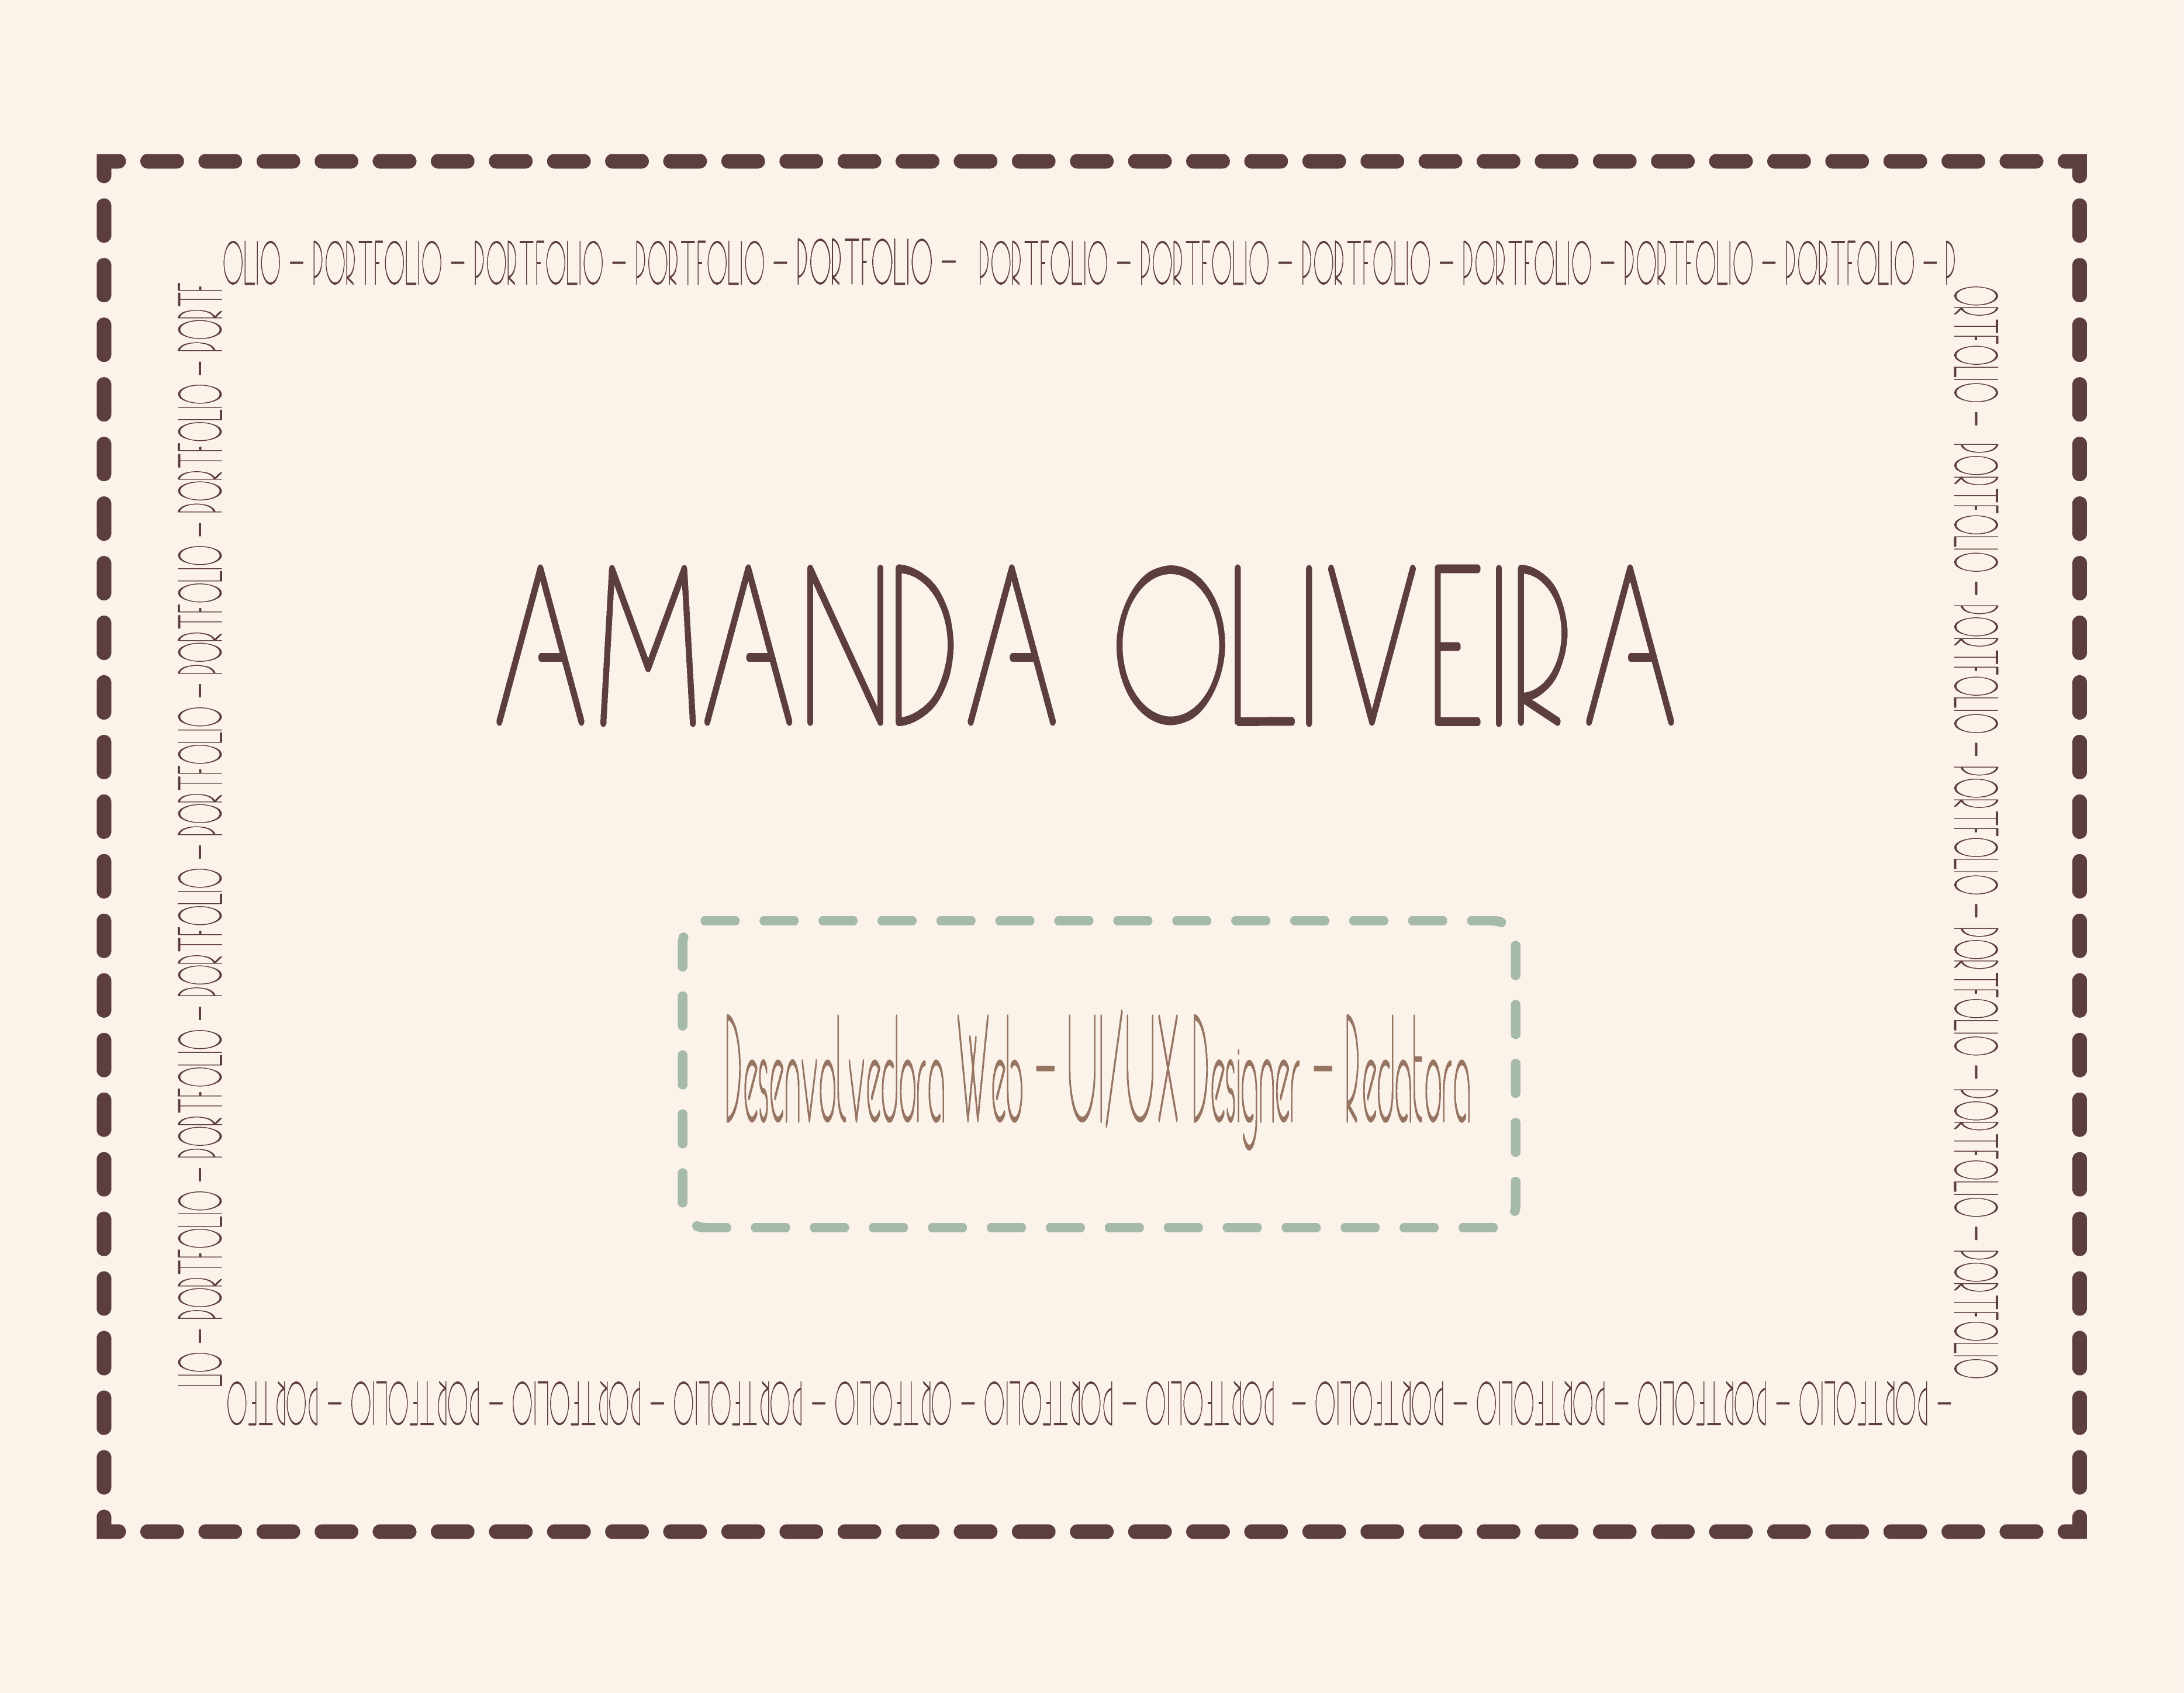 OLIO - PORTFOLIO - PORTFOLIO - PORTFOLIO - PORTFOLIO - PORTFOLIO - PORTFOLIO - PORTFOLIO - PORTFOLIO - PORTFOLIO - PORTFOLIO - P
ORTFOLIO - PORTFOLIO - PORTFOLIO - PORTFOLIO - PORTFOLIO - PORTFOLIO - PORTFOLIO
- PORTFOLIO - PORTFOLIO - PORTFOLIO - PORTFOLIO - PORTFOLIO - PORTFOLIO - ORTFOLIO - PORTFOLIO - PORTFOLIO - PORTFOLIO - PORTFO
LIO - PORTFOLIO - PORTFOLIO - PORTFOLIO - PORTFOLIO - PORTFOLIO - PORTFOLIO - PORTF
AMANDA OLIVEIRA
Desenvolvedora Web - UI/UX Designer - Redatora